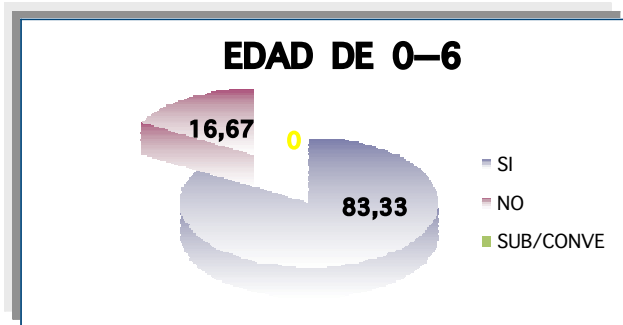 EDAD DE 0–6
16,67
0
83,33
SI
NO
SUB/CONVE